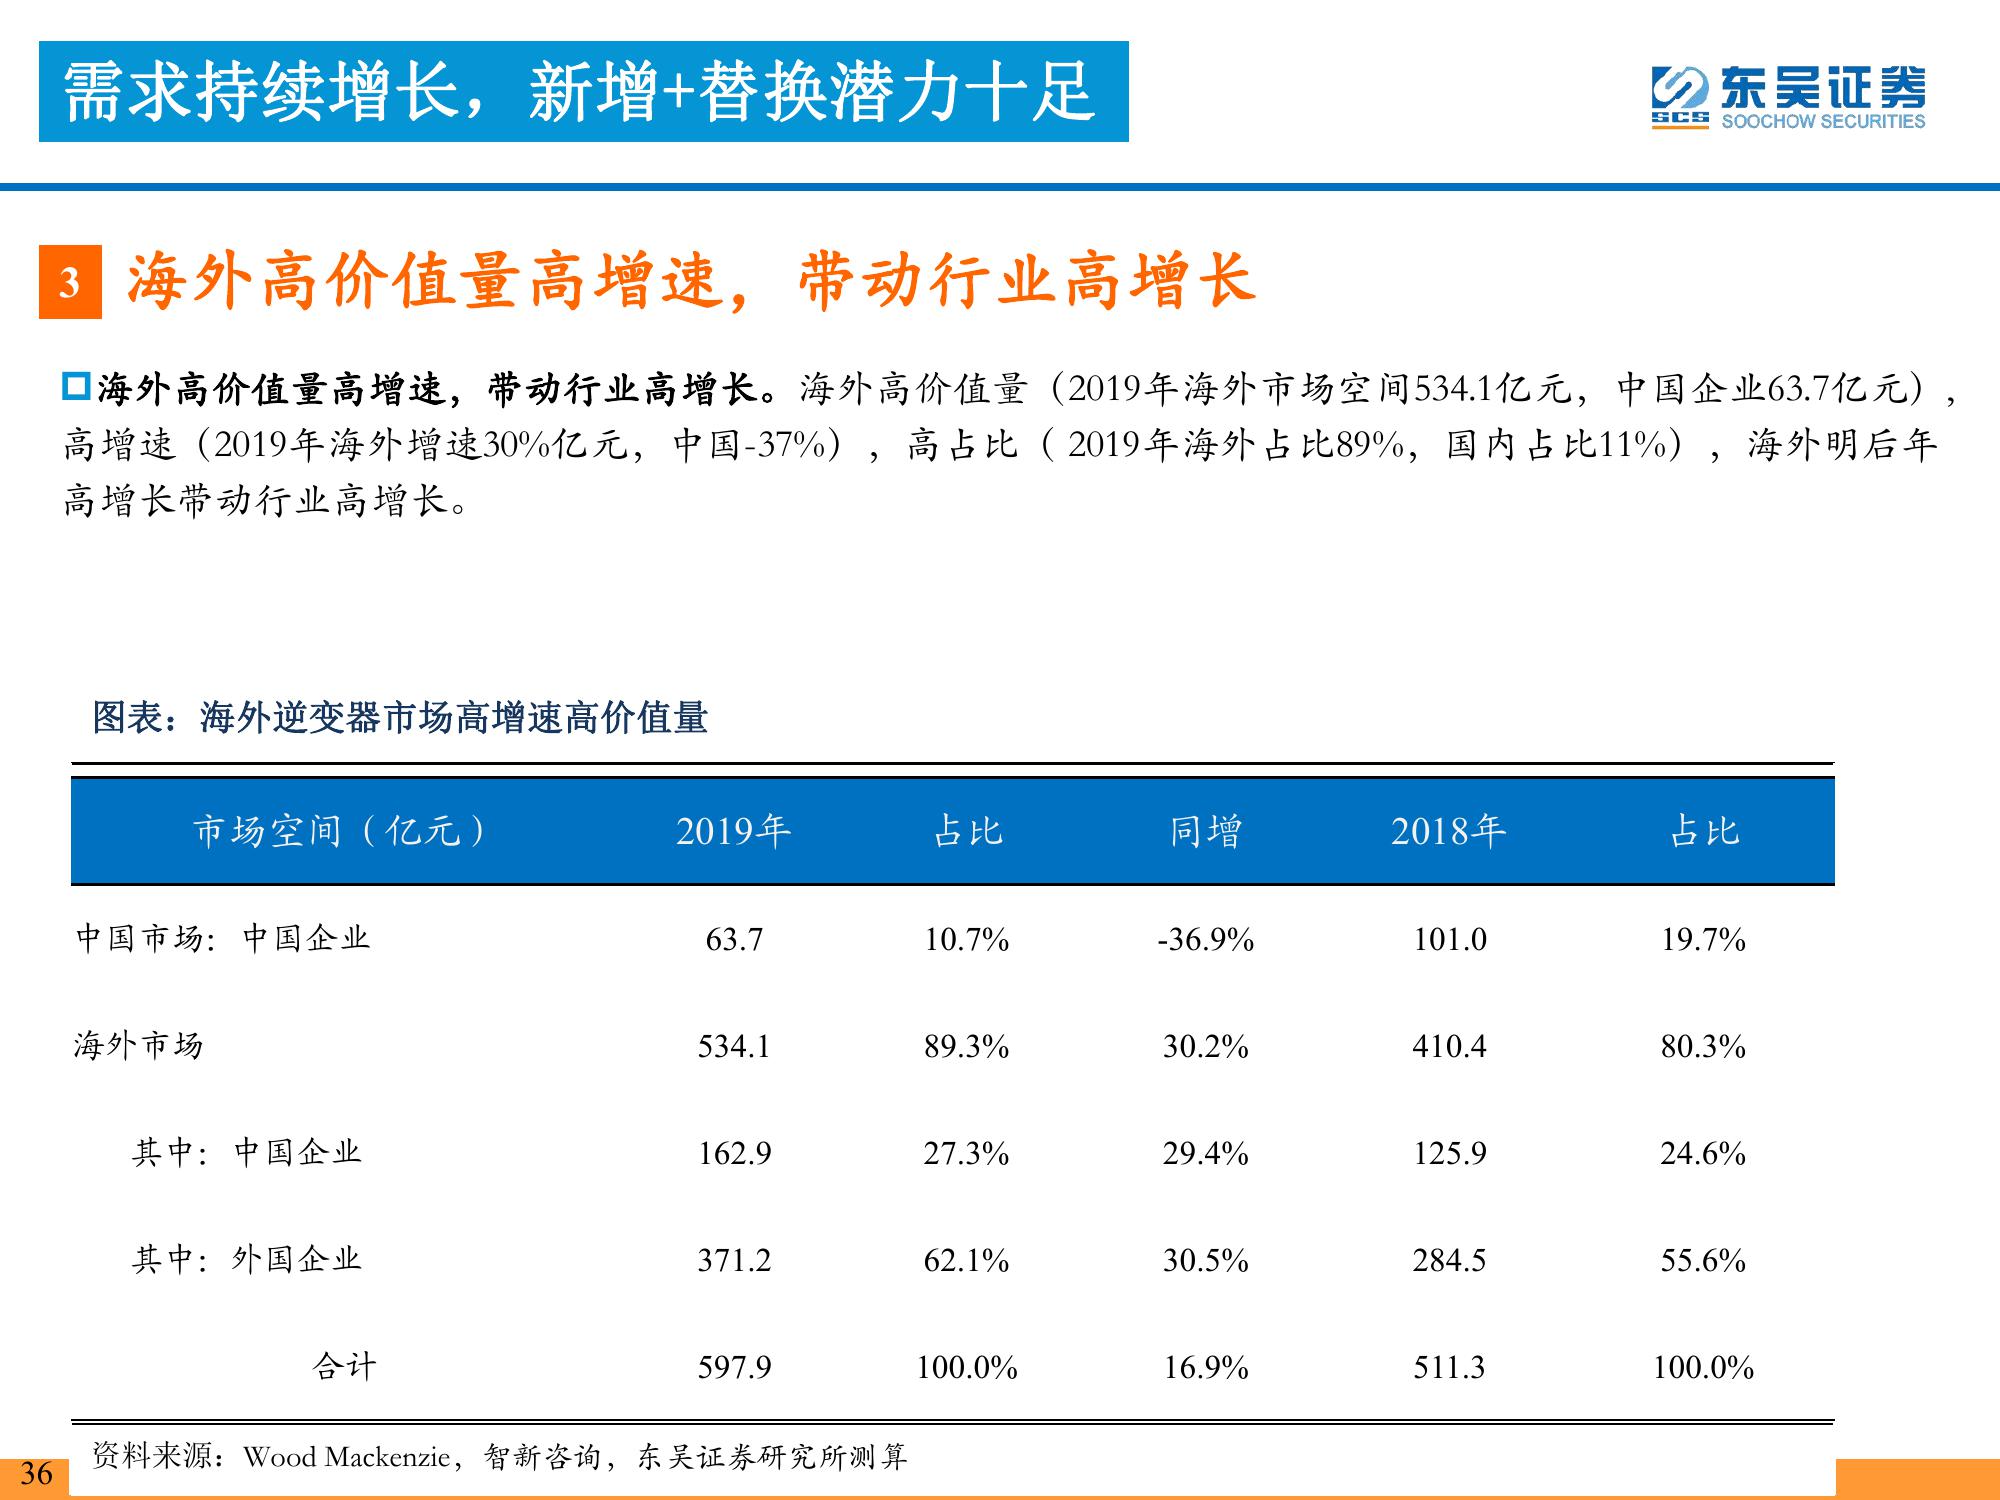 需求持续增长，新增+替换潜力十足
东吴证券
SCS
SOOCHOW SECURITIES
3
海外高价值量高增速，带动行业高增长
海外高价值量高增速，带动行业高增长。海外高价值量（2019年海外市场空间534.1亿元，中国企业63.7亿元），
高增速（2019年海外增速30%亿元，中国-37%），高占比（ 2019年海外占比89%，国内占比11%），海外明后年
高增长带动行业高增长。
图表：海外逆变器市场高增速高价值量
市场空间（亿元） 2019年 占比 同增 2018年 占比
中国市场：中国企业 63.7 10.7% -36.9% 101.0 19.7%
海外市场 534.1 89.3% 30.2% 410.4 80.3%
其中：中国企业 162.9 27.3% 29.4% 125.9 24.6%
其中：外国企业 371.2 62.1% 30.5% 284.5 55.6%
合计 597.9 100.0% 16.9% 511.3 100.0%
资料来源：Wood Mackenzie，智新咨询，东吴证券研究所测算
36